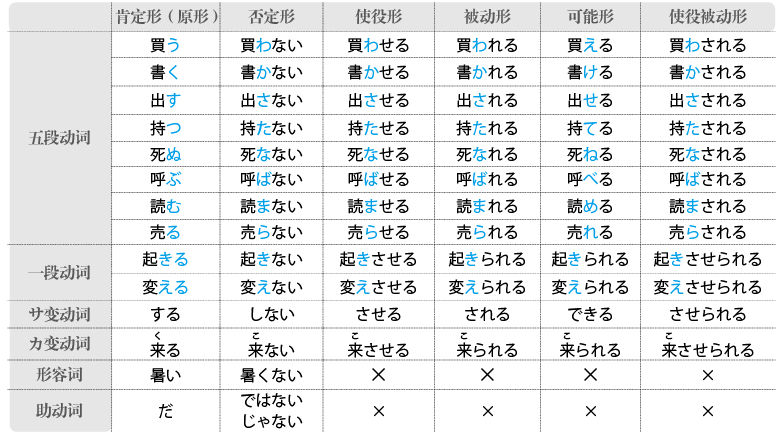 肯定形（原形） 否定形 使役形 被动形 可能形 使役被动形
五段动词
買う 買わない 買わせる 買われる 買える 買わされる
書く 書かない 書かせる 書かれる 書ける 書かされる
出す 出さない 出させる 出される 出せる 出さされる
持つ 持たない 持たせる 持たれる 持てる 持たされる
死ぬ 死なない 死なせる 死なれる 死ねる 死なされる
呼ぶ 呼ばない 呼ばせる 呼ばれる 呼べる 呼ばされる
読む 読まない 読ませる 読まれる 読める 読まされる
売る 売らない 売らせる 売られる 売れる 売らされる
一段动词
起きる 起きない 起きさせる 起きられる 起きられる 起きさせられる
変える 変えない 変えさせる 変えられる 変えられる 変えさせられる
サ变动词 する しない させる される できる させられる
く こ こ こ こ こ
カ变动词 来る 来ない 来させる 来られる 来られる 来させられる
形容词 暑い 暑くない × × × ×
助动词 だ ではない × × × ×
じゃない